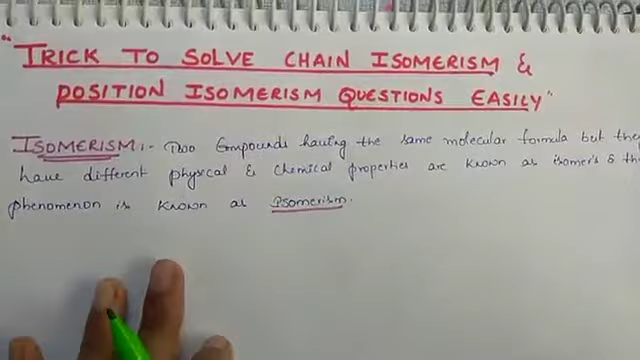 "TRICK TO SOLVE CHAIN ISOMERISM &
POSITION ISOMERISM QUESTIONS EASILY"
ISOMERISM:- Two Compounds having the same molecular formula but they
have different physical & chemical properties are known as isomers & the
phenomenon is known as Isomerism.